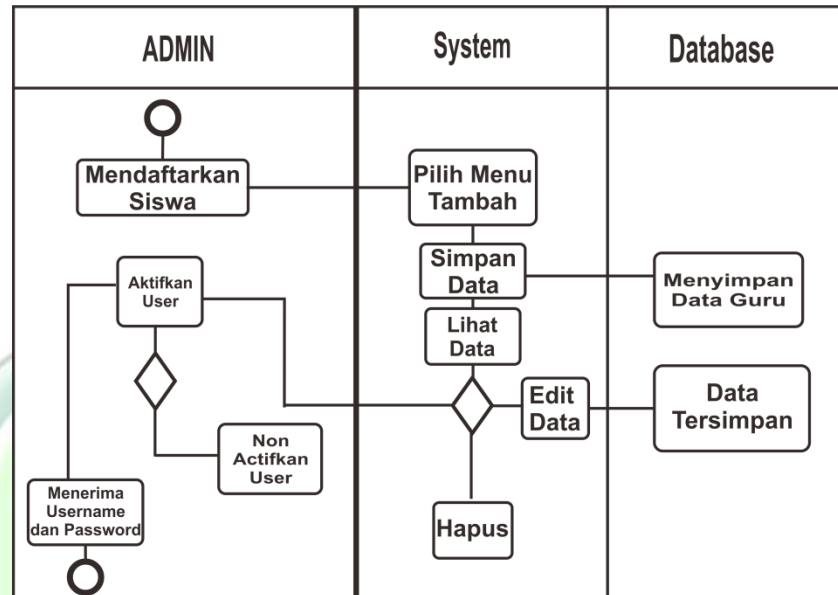 ADMIN
System
Database
Mendaftarkan
Siswa
Pilih Menu
Tambah
Simpan
Data
Menyimpan
Data Guru
Aktifkan
User
Lihat
Data
Edit
Data
Data
Tersimpan
Non
Actifkan
User
Menerima
Username
dan Password
Hapus